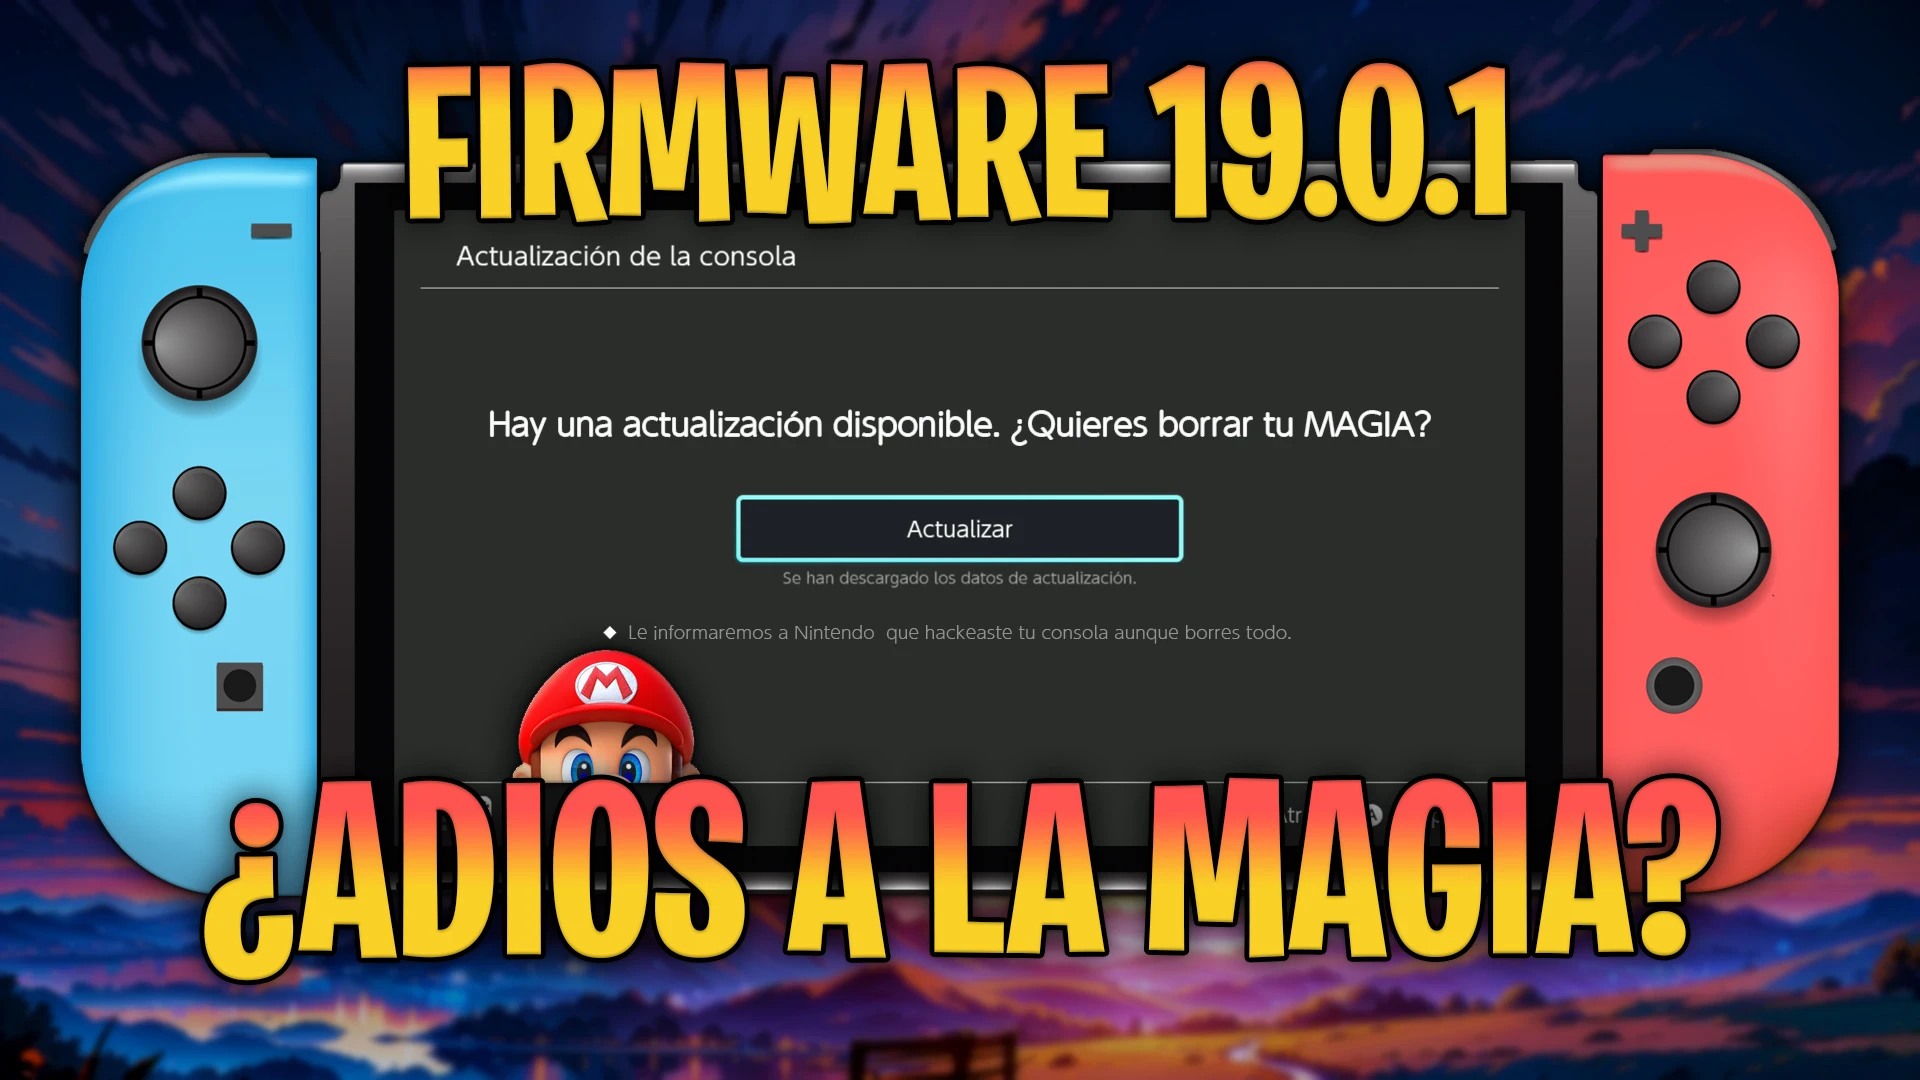 FIRMWARE 19.0.1
Actualización de la consola
Hay una actualización disponible. ¿Quieres borrar tu MAGIA?
Actualizar
Se han descargado los datos de actualización.
Le informaremos a Nintendo que hackeaste tu consola aunque borres todo.
M
¿ADIOS A LA MAGIA?